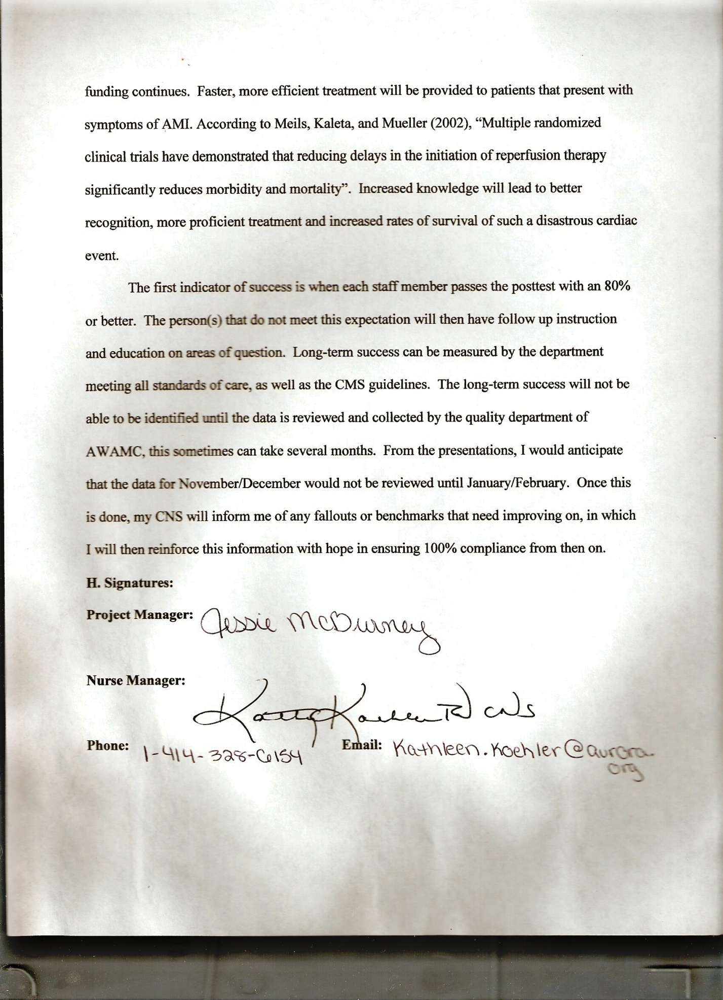 funding continues.  Faster, more efficient treatment will be provided to patients that present with
symptoms of AMI. According to Meils, Kaleta, and Mueller (2002), “Multiple randomized
clinical trials have demonstrated that reducing delays in the initiation of reperfusion therapy
significantly reduces morbidity and mortality”.  Increased knowledge will lead to better
recognition, more proficient treatment and increased rates of survival of such a disastrous cardiac
event.
The first indicator of success is when each staff member passes the posttest with an 80%
or better.  The person(s) that do not meet this expectation will then have follow up instruction
and education on areas of question.  Long-term success can be measured by the department
meeting all standards of care, as well as the CMS guidelines.  The long-term success will not be
able to be identified until the data is reviewed and collected by the quality department of
AWAMC, this sometimes can take several months.  From the presentations, I would anticipate
that the data for November/December would not be reviewed until January/February.  Once this
is done, my CNS will inform me of any fallouts or benchmarks that need improving on, in which
I will then reinforce this information with hope in ensuring 100% compliance from then on.
H. Signatures:
Project Manager: Jessie McBurney
Nurse Manager:
Kathy Koehler RN CNS
Phone: 1-414-328-6154 Email: Kathleen.Koehler@aurora.
org